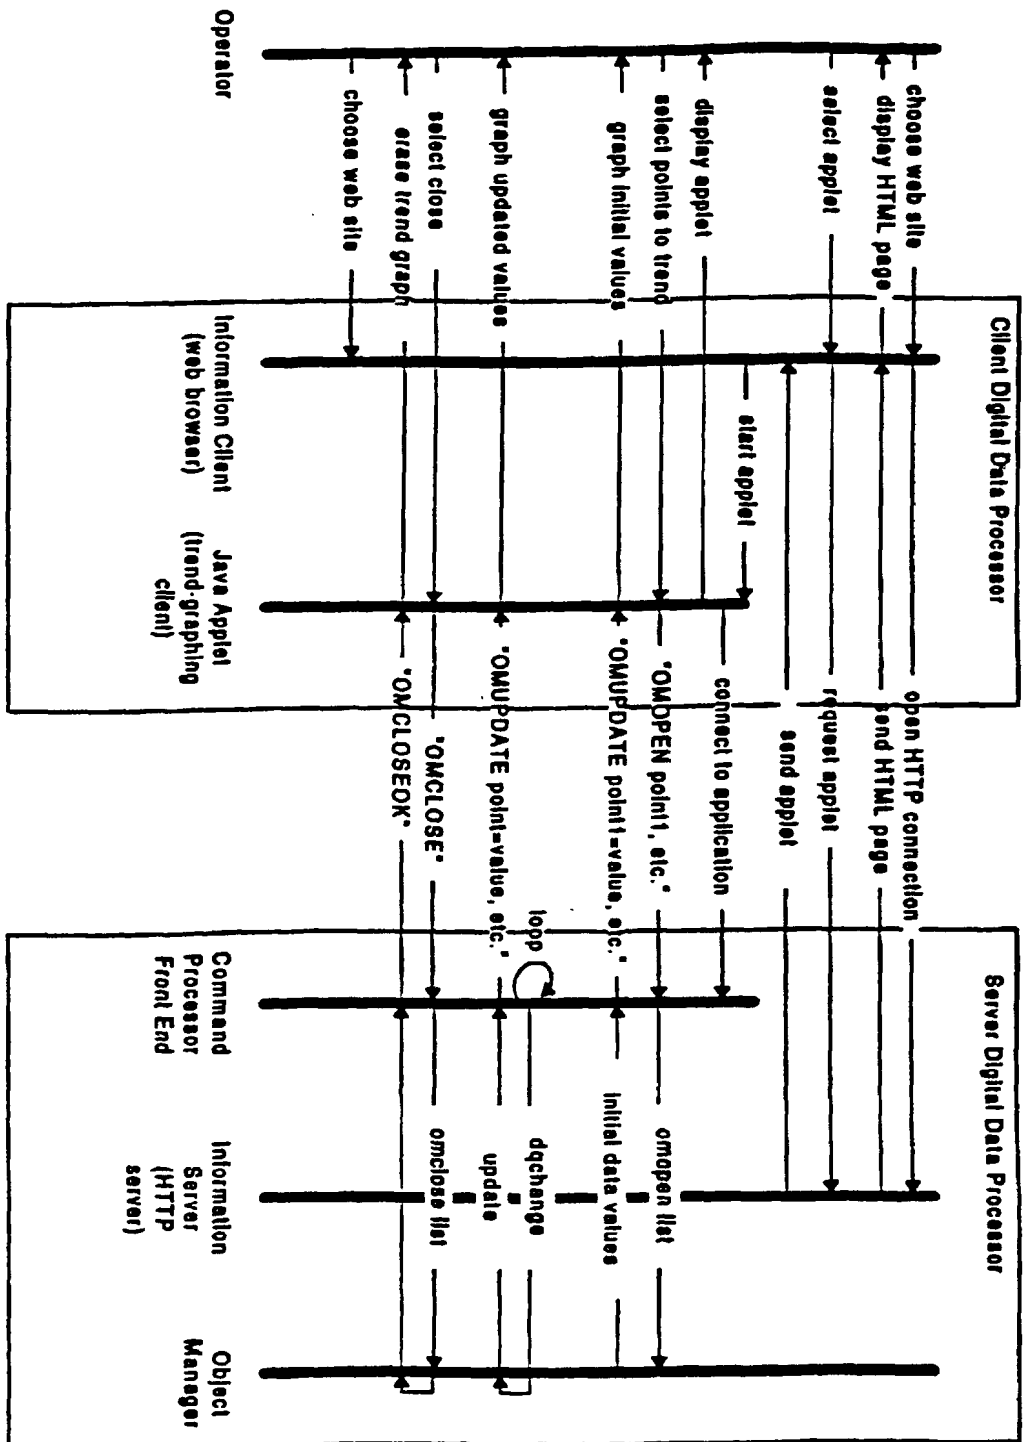 Client Digital Data Processor
Server Digital Data Processor
choose web site
open HTTP connection
display HTML page
send HTML page
select applet
request applet
send applet
start applet
connect to application
display applet
select points to trend
"OMOPEN point1, etc."
omopen list
graph initial values
"OMUPDATE point1=value, etc."
initial data values
loop
dqchange
graph updated values
"OMUPDATE point=value, etc."
update
select close
"OMCLOSE"
omclose list
erase trend graph
"OMCLOSEOK"
choose web site
Operator
Information Client
(web browser)
Java Applet
(trend-graphing
client)
Command
Processor
Front End
Information
Server
(HTTP
server)
Object
Manager